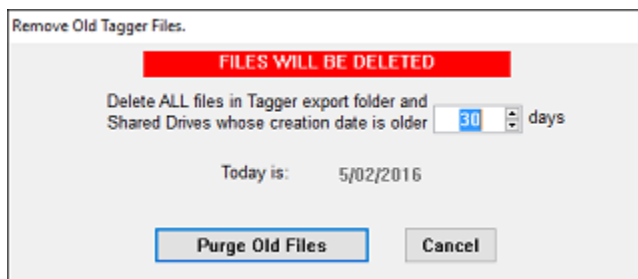 Remove Old Tagger Files.
FILES WILL BE DELETED
Delete ALL files in Tagger export folder and
Shared Drives whose creation date is older 30 days
Today is: 5/02/2016
Purge Old Files Cancel